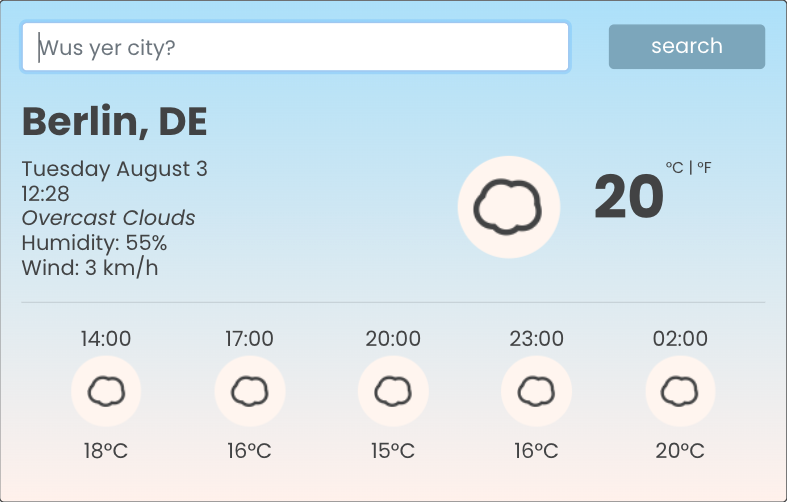 Wus yer city?
search
Berlin, DE
Tuesday August 3
12:28
Overcast Clouds
Humidity: 55%
Wind: 3 km/h
20 °C | °F
14:00 17:00 20:00 23:00 02:00
18°C 16°C 15°C 16°C 20°C